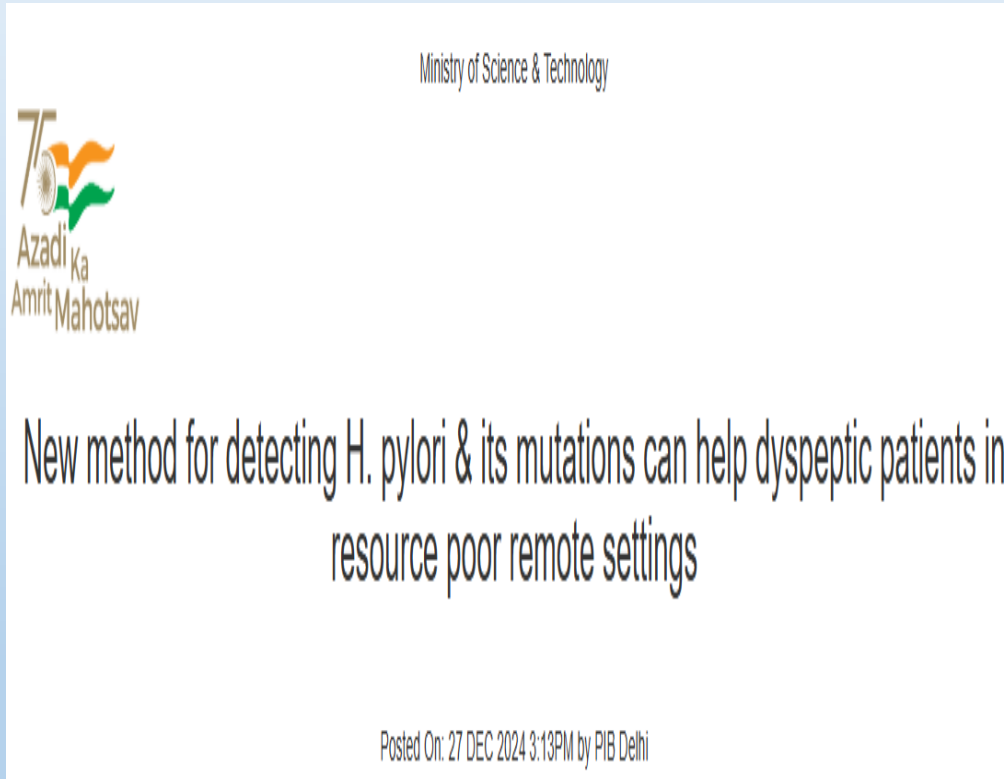 Ministry of Science & Technology
75
Azadi Ka
Amrit Mahotsav
New method for detecting H. pylori & its mutations can help dyspeptic patients in
resource poor remote settings
Posted On: 27 DEC 2024 3:13PM by PIB Delhi